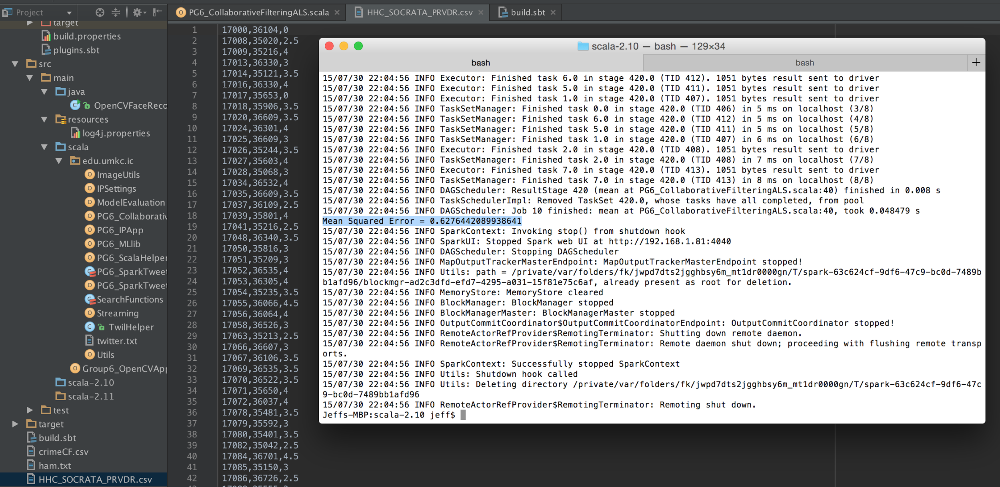 Project
PG6_CollaborativeFilteringALS.scala
HHC_SOCRATA_PRVDR.csv
build.sbt
target
build.properties
plugins.sbt
src
main
java
OpenCVFaceReco
resources
log4j.properties
scala
edu.umkc.ic
ImageUtils
IPSettings
ModelEvaluation
PG6_Collaborativ
PG6_IPApp
PG6_MLlib
PG6_ScalaHelper
PG6_SparkTweet
PG6_SparkTweet
SearchFunctions
Streaming
TwilHelper
twitter.txt
Utils
Group6_OpenCVApp
scala-2.10
scala-2.11
test
target
build.sbt
crimeCF.csv
ham.txt
HHC_SOCRATA_PRVDR.csv
1 17000,36104,0
2 17008,35020,2.5
3 17009,35216,4
4 17013,36330,3
5 17014,35121,3.5
6 17016,36330,4
7 17017,35653,0
8 17018,35906,3.5
9 17020,36609,3.5
10 17024,36301,4
11 17025,36609,3
12 17026,35244,3.5
13 17027,35603,4
14 17028,35068,3
15 17034,36532,4
16 17035,36609,3.5
17 17037,36109,2.5
18 17039,35801,4
19 17041,35216,2.5
20 17048,36340,3.5
21 17050,35816,3
22 17051,35209,3
23 17052,36535,4
24 17053,36305,4
25 17054,35235,3.5
26 17055,36066,4.5
27 17056,36064,4
28 17058,36526,3
29 17063,35213,2.5
30 17066,36607,3
31 17067,36106,3.5
32 17069,36535,3.5
33 17070,36522,3.5
34 17071,35650,4
35 17072,36037,4
36 17078,35481,3.5
37 17079,35592,3
38 17080,35401,3.5
39 17082,35042,2.5
40 17084,36701,4.5
41 17085,35150,3
42 17086,36726,2.5
scala-2.10 — bash — 129×34
bash
bash
+
15/07/30 22:04:56 INFO Executor: Finished task 6.0 in stage 420.0 (TID 412). 1051 bytes result sent to driver
15/07/30 22:04:56 INFO Executor: Finished task 5.0 in stage 420.0 (TID 411). 1051 bytes result sent to driver
15/07/30 22:04:56 INFO Executor: Finished task 1.0 in stage 420.0 (TID 407). 1051 bytes result sent to driver
15/07/30 22:04:56 INFO TaskSetManager: Finished task 0.0 in stage 420.0 (TID 406) in 5 ms on localhost (3/8)
15/07/30 22:04:56 INFO TaskSetManager: Finished task 6.0 in stage 420.0 (TID 412) in 5 ms on localhost (4/8)
15/07/30 22:04:56 INFO TaskSetManager: Finished task 5.0 in stage 420.0 (TID 411) in 5 ms on localhost (5/8)
15/07/30 22:04:56 INFO TaskSetManager: Finished task 1.0 in stage 420.0 (TID 407) in 6 ms on localhost (6/8)
15/07/30 22:04:56 INFO Executor: Finished task 2.0 in stage 420.0 (TID 408). 1051 bytes result sent to driver
15/07/30 22:04:56 INFO TaskSetManager: Finished task 2.0 in stage 420.0 (TID 408) in 7 ms on localhost (7/8)
15/07/30 22:04:56 INFO Executor: Finished task 7.0 in stage 420.0 (TID 413). 1051 bytes result sent to driver
15/07/30 22:04:56 INFO TaskSetManager: Finished task 7.0 in stage 420.0 (TID 413) in 8 ms on localhost (8/8)
15/07/30 22:04:56 INFO DAGScheduler: ResultStage 420 (mean at PG6_CollaborativeFilteringALS.scala:40) finished in 0.008 s
15/07/30 22:04:56 INFO TaskSchedulerImpl: Removed TaskSet 420.0, whose tasks have all completed, from pool
15/07/30 22:04:56 INFO DAGScheduler: Job 10 finished: mean at PG6_CollaborativeFilteringALS.scala:40, took 0.048479 s
Mean Squared Error = 0.6276442089938641
15/07/30 22:04:56 INFO SparkContext: Invoking stop() from shutdown hook
15/07/30 22:04:56 INFO SparkUI: Stopped Spark web UI at http://192.168.1.81:4040
15/07/30 22:04:56 INFO DAGScheduler: Stopping DAGScheduler
15/07/30 22:04:56 INFO MapOutputTrackerMasterEndpoint: MapOutputTrackerMasterEndpoint stopped!
15/07/30 22:04:56 INFO Utils: path = /private/var/folders/fk/jwpd7dts2jgghbsy6m_mt1dr0000gn/T/spark-63c624cf-9df6-47c9-bc0d-7489b
b1afd96/blockmgr-ad2c3dfd-efd7-4295-a031-15f81e75c6af, already present as root for deletion.
15/07/30 22:04:56 INFO MemoryStore: MemoryStore cleared
15/07/30 22:04:56 INFO BlockManager: BlockManager stopped
15/07/30 22:04:56 INFO BlockManagerMaster: BlockManagerMaster stopped
15/07/30 22:04:56 INFO OutputCommitCoordinator$OutputCommitCoordinatorEndpoint: OutputCommitCoordinator stopped!
15/07/30 22:04:56 INFO RemoteActorRefProvider$RemotingTerminator: Shutting down remote daemon.
15/07/30 22:04:56 INFO RemoteActorRefProvider$RemotingTerminator: Remote daemon shut down; proceeding with flushing remote transp
orts.
15/07/30 22:04:56 INFO SparkContext: Successfully stopped SparkContext
15/07/30 22:04:56 INFO Utils: Shutdown hook called
15/07/30 22:04:56 INFO Utils: Deleting directory /private/var/folders/fk/jwpd7dts2jgghbsy6m_mt1dr0000gn/T/spark-63c624cf-9df6-47c
9-bc0d-7489bb1afd96
15/07/30 22:04:56 INFO RemoteActorRefProvider$RemotingTerminator: Remoting shut down.
Jeffs-MBP:scala-2.10 jeff$